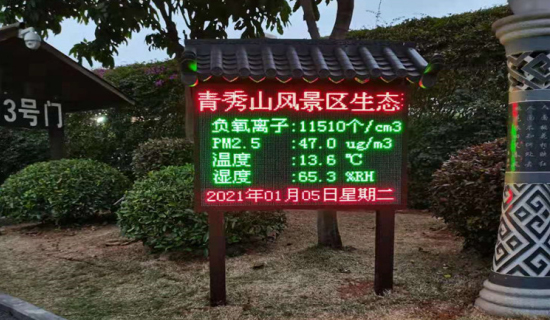 3号门
青秀山风景区生态
负氧离子:11510个/cm3
PM2.5 :47.0 ug/m3
温度 :13.6 ℃
湿度 :65.3 %RH
2021年01月05日星期二